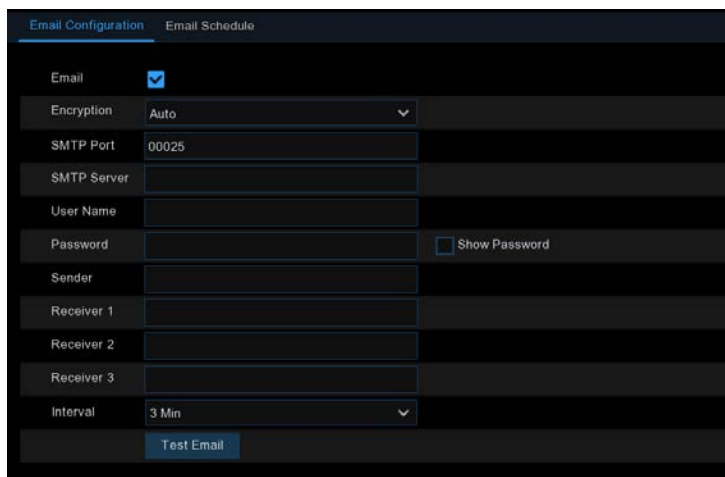 Email Configuration Email Schedule
Email
Encryption Auto
SMTP Port 00025
SMTP Server
User Name
Password Show Password
Sender
Receiver 1
Receiver 2
Receiver 3
Interval 3 Min
Test Email